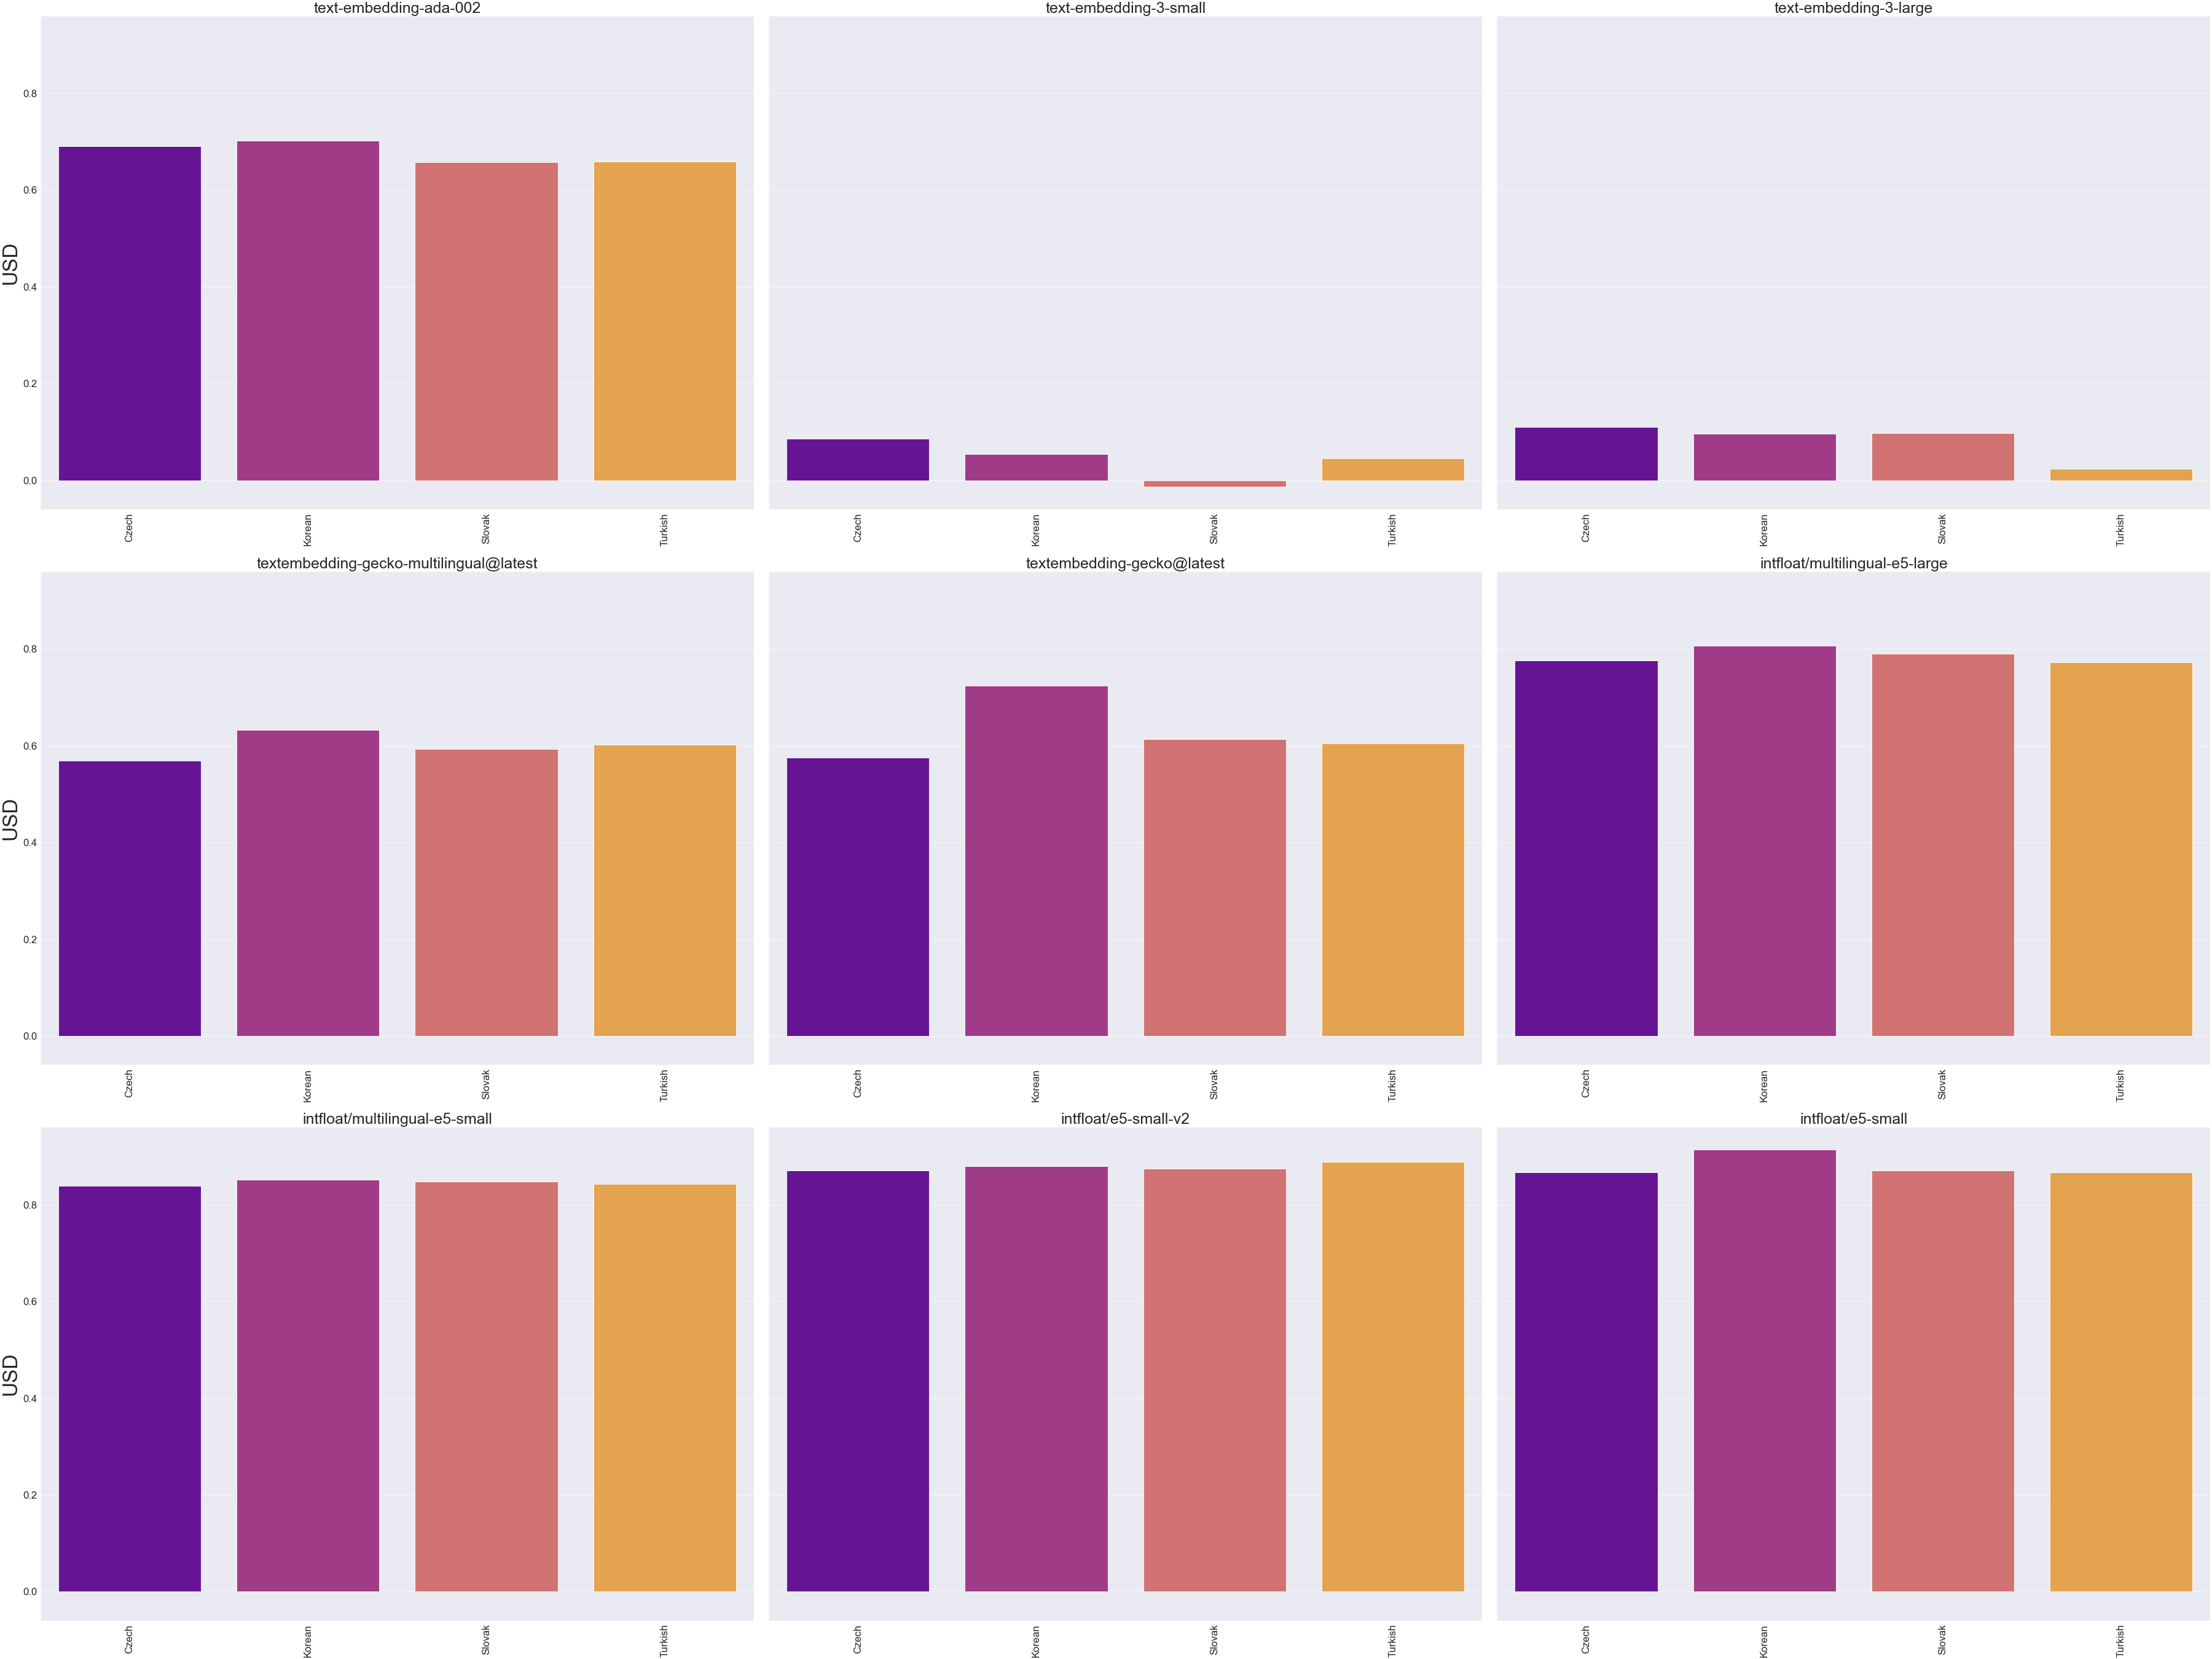 text-embedding-ada-002
text-embedding-3-small
text-embedding-3-large
USD
0.8
0.6
0.4
0.2
0.0
Czech
Korean
Slovak
Turkish
Czech
Korean
Slovak
Turkish
Czech
Korean
Slovak
Turkish
textembedding-gecko-multilingual@latest
textembedding-gecko@latest
intfloat/multilingual-e5-large
USD
0.8
0.6
0.4
0.2
0.0
Czech
Korean
Slovak
Turkish
Czech
Korean
Slovak
Turkish
Czech
Korean
Slovak
Turkish
intfloat/multilingual-e5-small
intfloat/e5-small-v2
intfloat/e5-small
USD
0.8
0.6
0.4
0.2
0.0
Czech
Korean
Slovak
Turkish
Czech
Korean
Slovak
Turkish
Czech
Korean
Slovak
Turkish